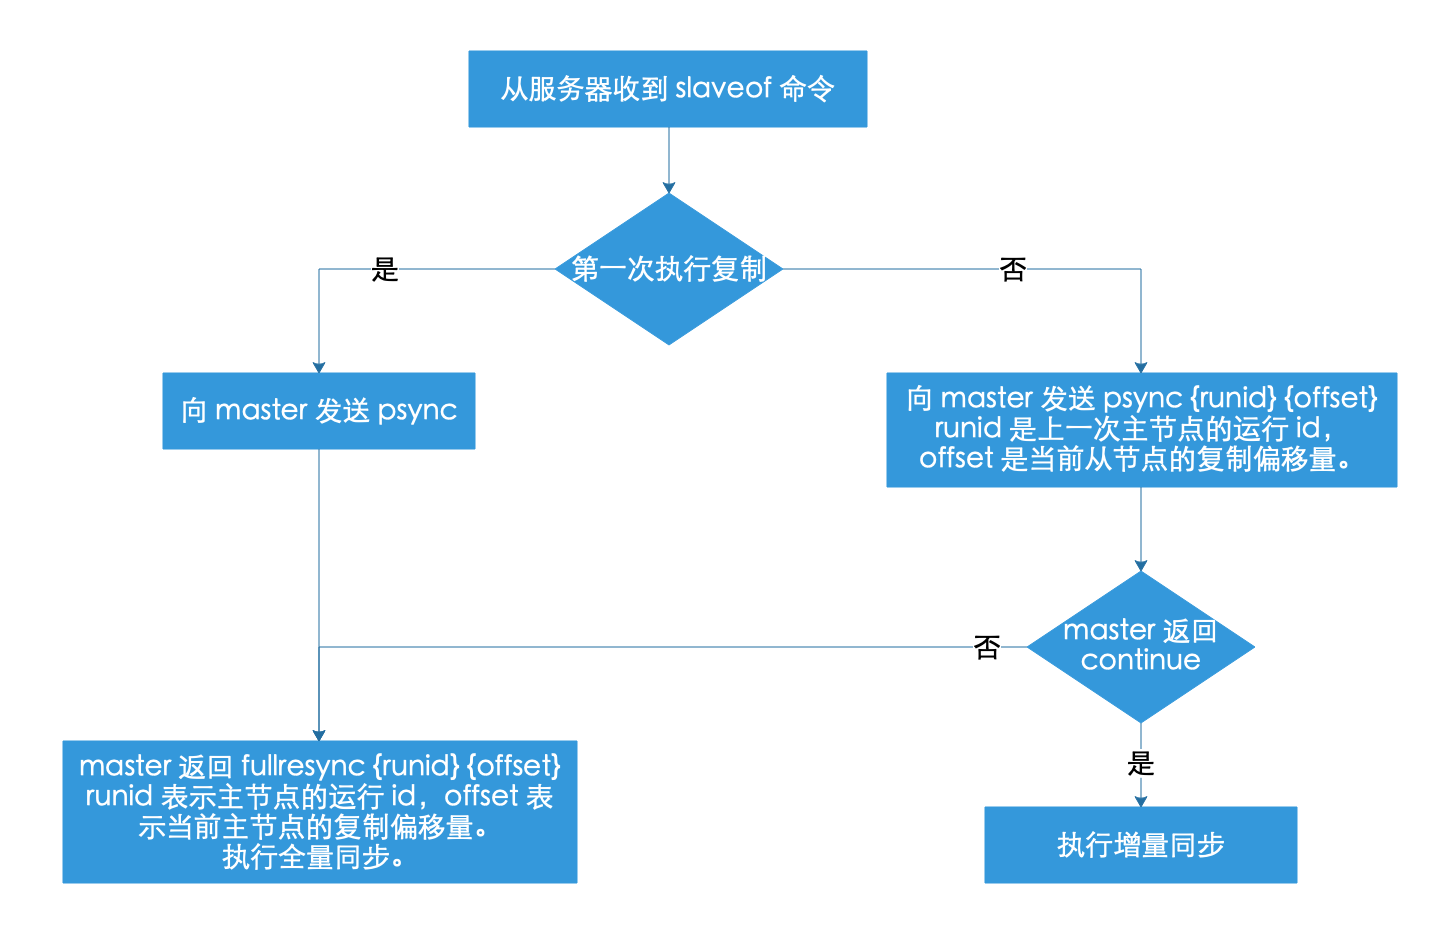 从服务器收到 slaveof 命令
第一次执行复制
是
否
向 master 发送 psync
向 master 发送 psync {runid} {offset}
runid 是上一次主节点的运行 id，
offset 是当前从节点的复制偏移量。
master 返回
continue
否
是
master 返回 fullresync {runid} {offset}
runid 表示主节点的运行 id，offset 表
示当前主节点的复制偏移量。
执行全量同步。
执行增量同步